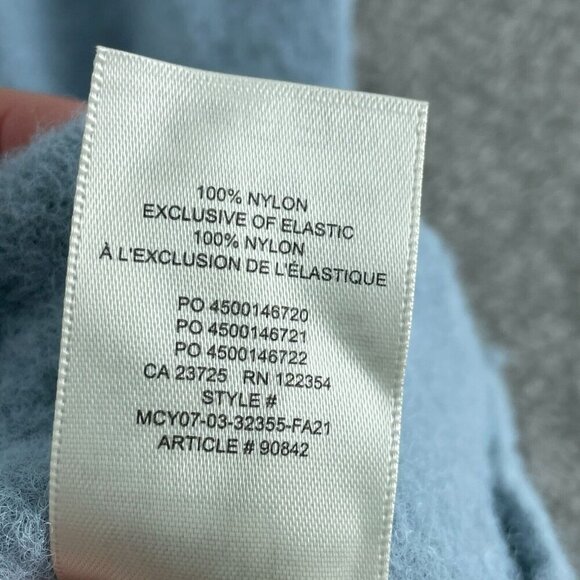 100% NYLON
EXCLUSIVE OF ELASTIC
100% NYLON
À L'EXCLUSION DE L'ÉLASTIQUE
PO 4500146720
PO 4500146721
PO 4500146722
CA 23725 RN 122354
STYLE #
MCY07-03-32355-FA21
ARTICLE # 90842